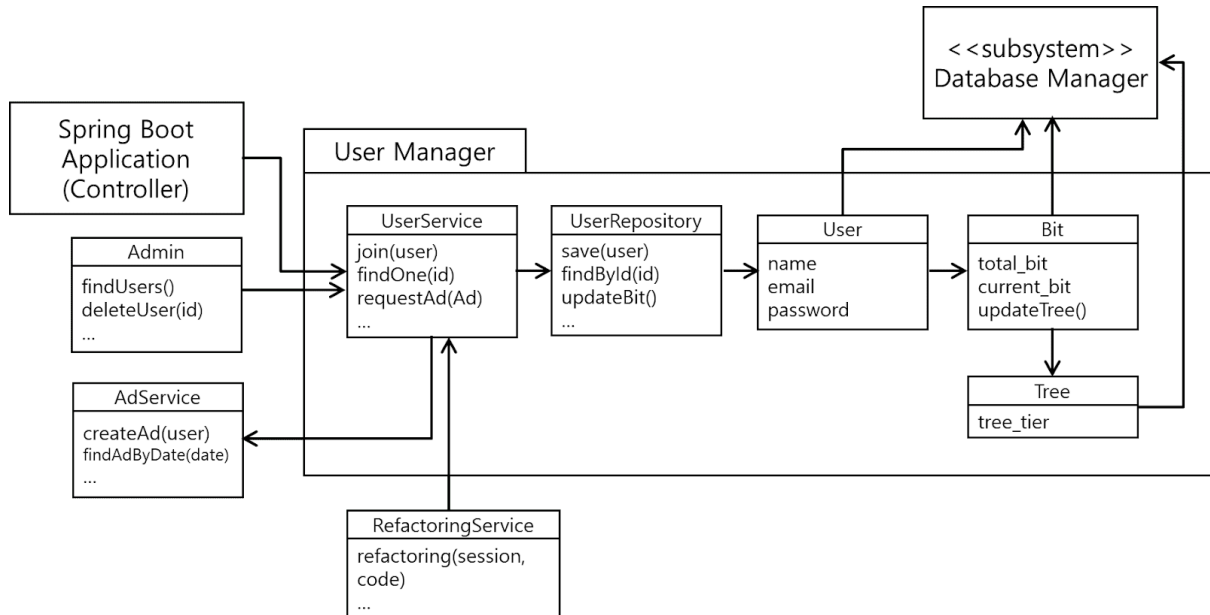 <<subsystem>>
Database Manager
Spring Boot
Application
(Controller)
User Manager
UserService
join(user)
findOne(id)
requestAd(Ad)
...
UserRepository
save(user)
findById(id)
updateBit()
...
User
name
email
password
Bit
total_bit
current_bit
updateTree()
Admin
findUsers()
deleteUser(id)
...
Tree
tree_tier
AdService
createAd(user)
findAdByDate(date)
...
RefactoringService
refactoring(session,
code)
...